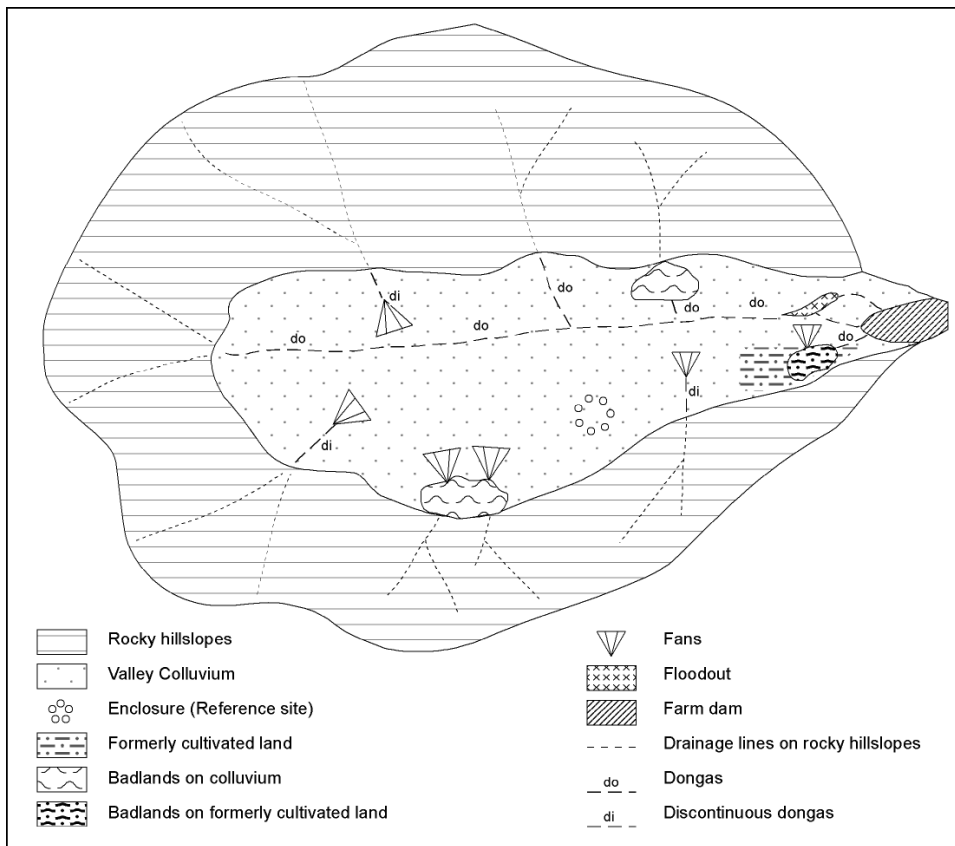 di
do
do
do
do
do
do
di
di
Rocky hillslopes
Valley Colluvium
Enclosure (Reference site)
Formerly cultivated land
Badlands on colluvium
Badlands on formerly cultivated land
Fans
Floodout
Farm dam
Drainage lines on rocky hillslopes
do
Dongas
di
Discontinuous dongas